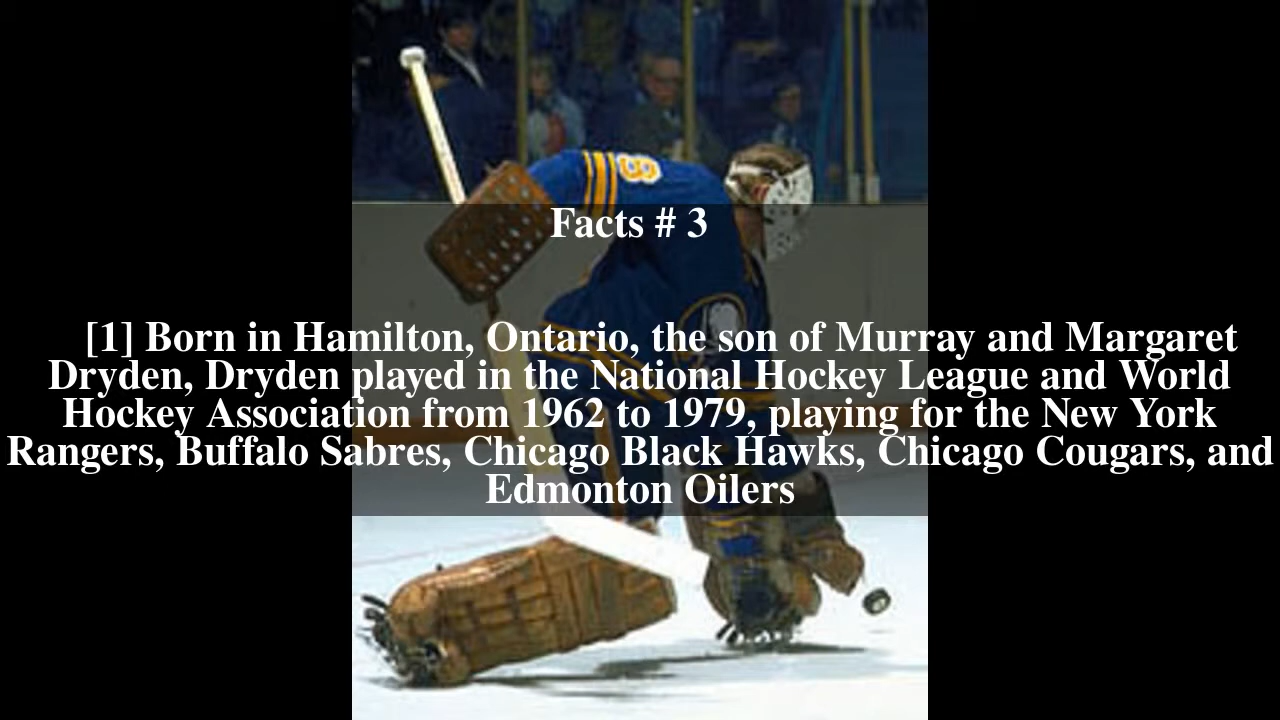 8
Facts # 3
[1] Born in Hamilton, Ontario, the son of Murray and Margaret
Dryden, Dryden played in the National Hockey League and World
Hockey Association from 1962 to 1979, playing for the New York
Rangers, Buffalo Sabres, Chicago Black Hawks, Chicago Cougars, and
Edmonton Oilers